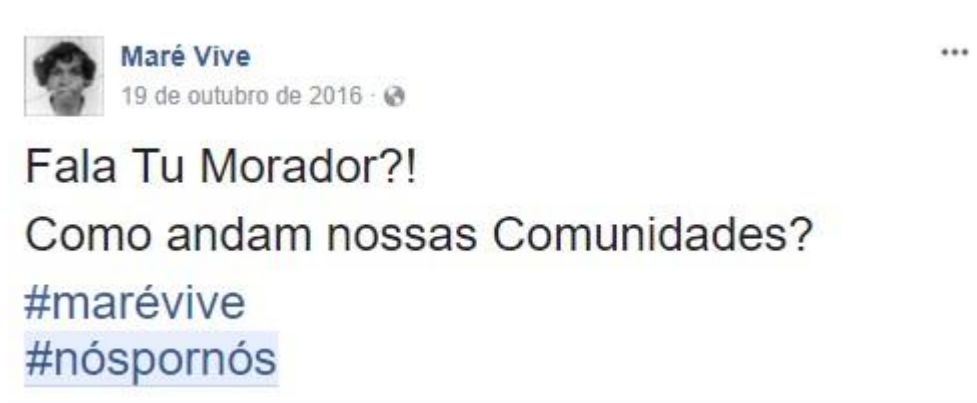 Maré Vive
19 de outubro de 2016 ·
Fala Tu Morador?!
Como andam nossas Comunidades?
#marévive
#nóspornós